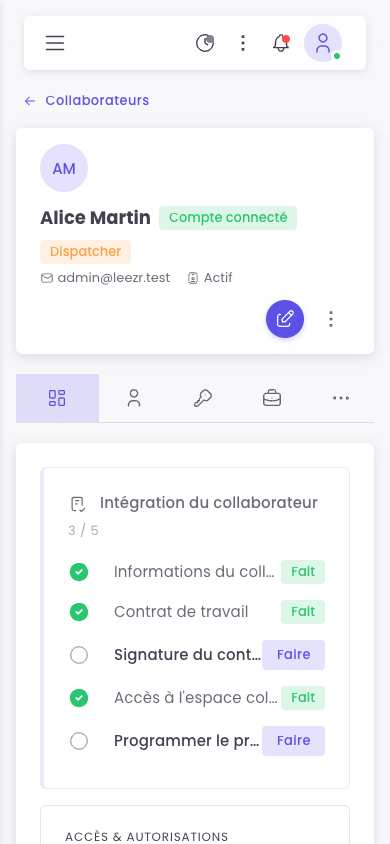 Collaborateurs
AM
Alice Martin Compte connecté
Dispatcher
admin@leezr.test Actif
Intégration du collaborateur
3 / 5
Informations du coll... Fait
Contrat de travail Fait
Signature du cont... Faire
Accès à l'espace col... Fait
Programmer le pr... Faire
ACCÈS & AUTORISATIONS